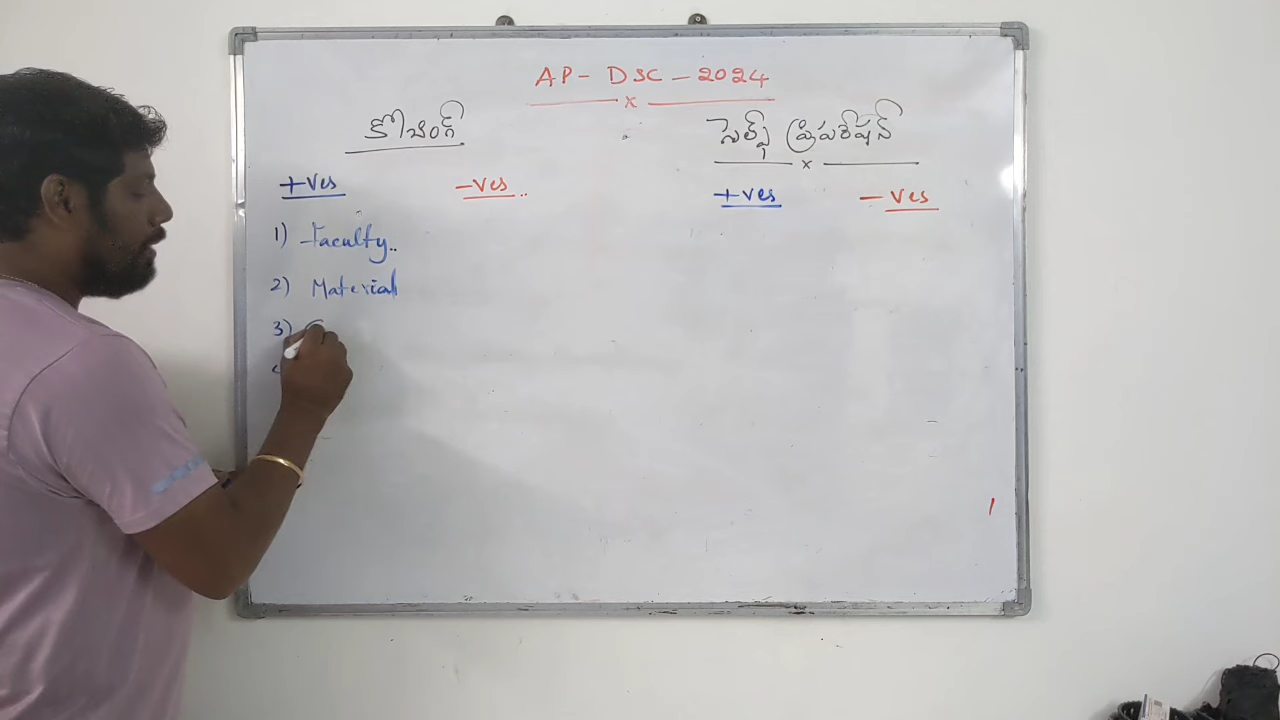 AP - DSC - 2024
x
కోచింగ్
సెల్ఫ్ ప్రిపరేషన్
x
+ves
-ves ..
+ves
- ves
1) Faculty..
2) Material
3)